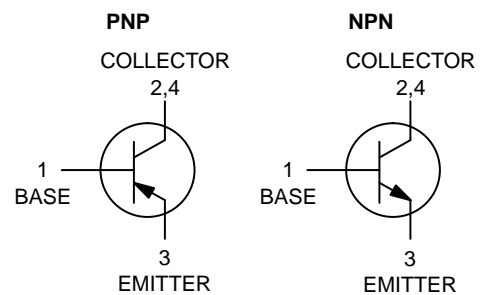 PNP
COLLECTOR
2,4
1
BASE
3
EMITTER
NPN
COLLECTOR
2,4
1
BASE
3
EMITTER